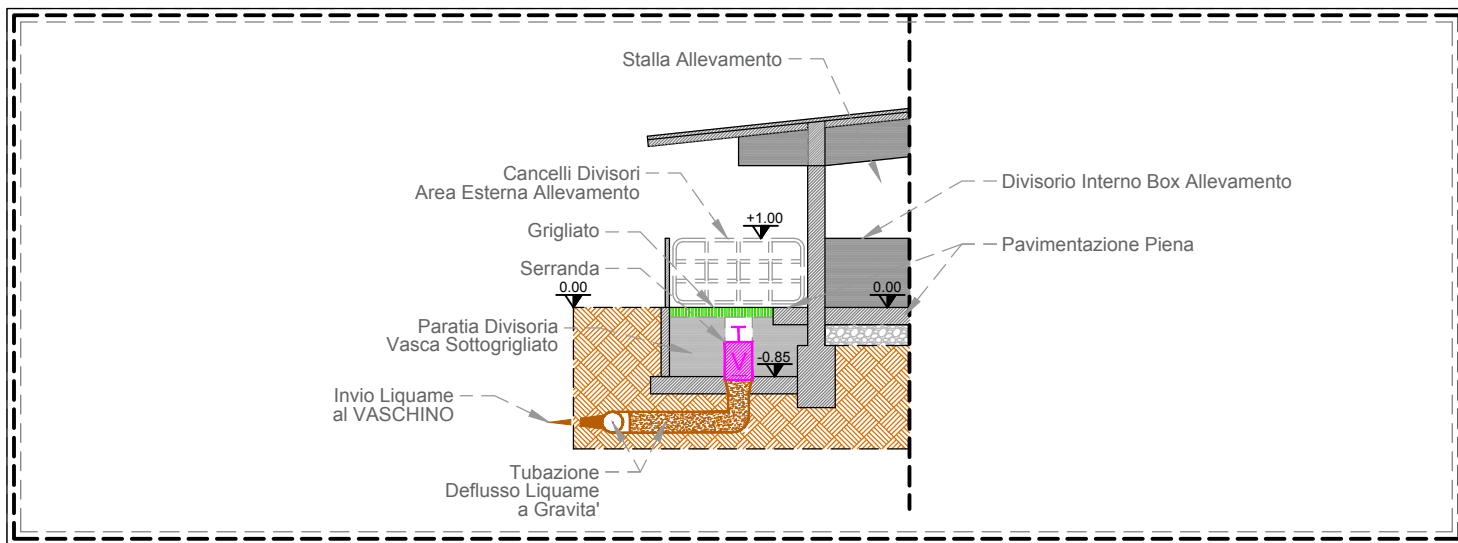 Stalla Allevamento
Cancelli Divisori
Area Esterna Allevamento
Divisorio Interno Box Allevamento
+1.00
Grigliato
Pavimentazione Piena
Serranda
0.00
0.00
Paratia Divisoria
Vasca Sottogrigliato
V
-0.85
Invio Liquame
al VASCHINO
Tubazione
Deflusso Liquame
a Gravita'